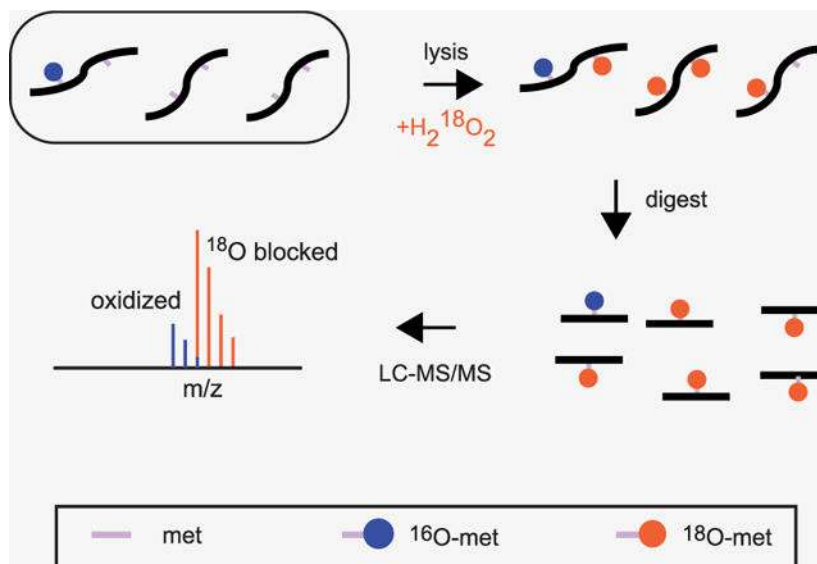 lysis
+H₂¹⁸O₂
digest
¹⁸O blocked
oxidized
m/z
LC-MS/MS
met
¹⁶O-met
¹⁸O-met